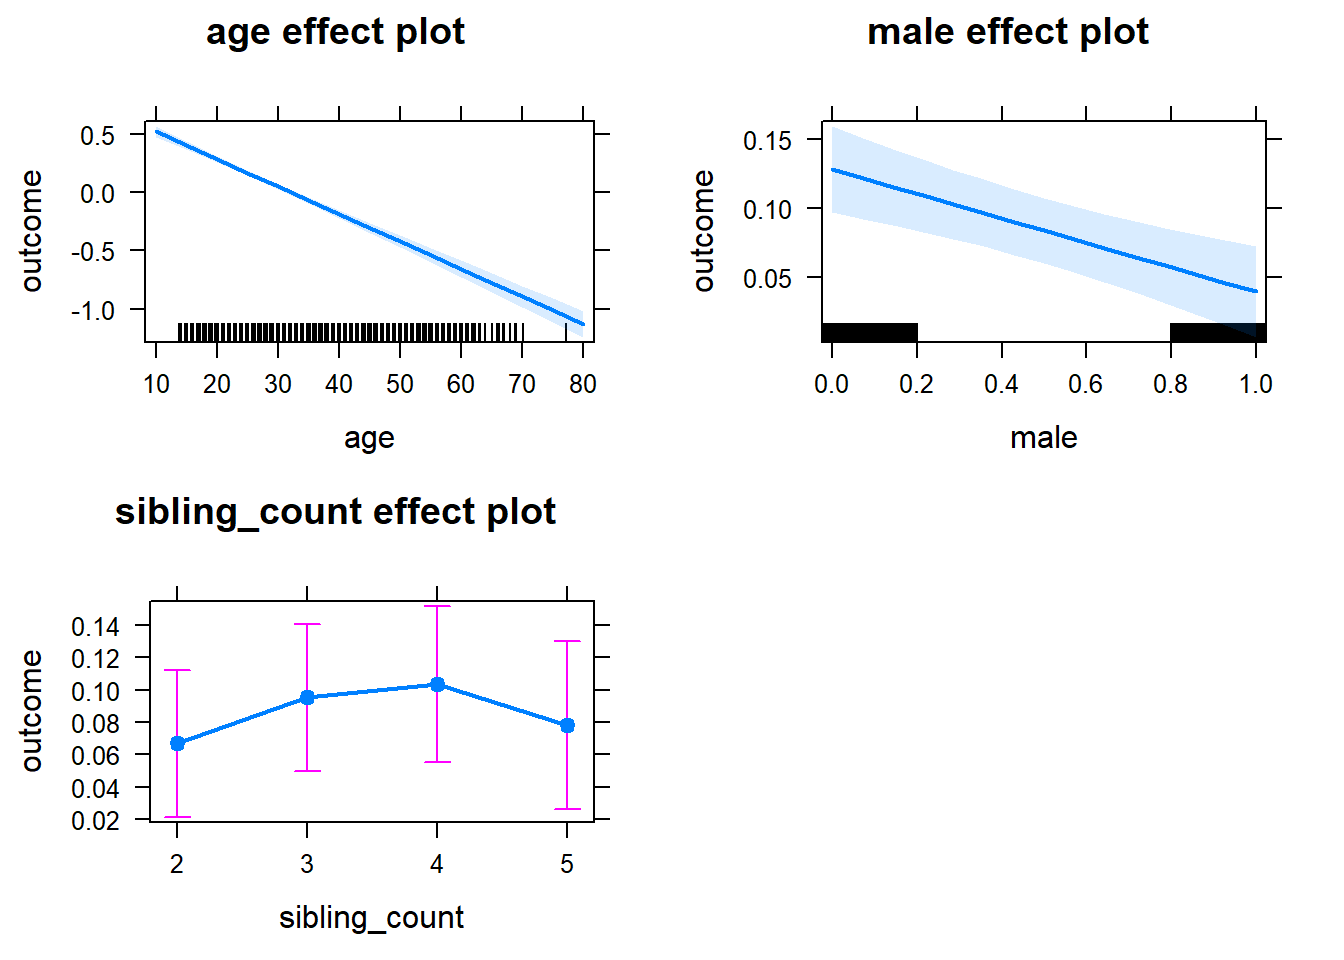 age effect plot
outcome
0.5
0.0
-0.5
-1.0
10 20 30 40 50 60 70 80
age
male effect plot
outcome
0.15
0.10
0.05
0.0 0.2 0.4 0.6 0.8 1.0
male
sibling_count effect plot
outcome
0.14
0.12
0.10
0.08
0.06
0.04
0.02
2 3 4 5
sibling_count